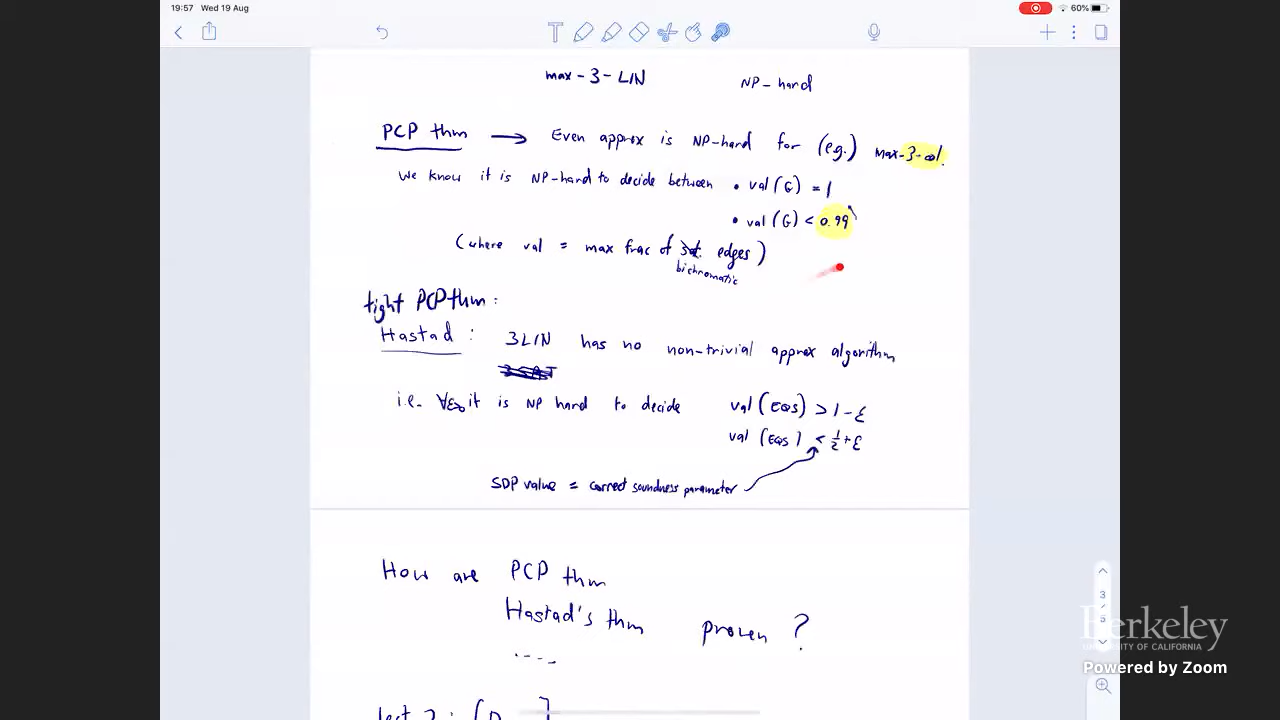 19:57 Wed 19 Aug
60%
max-3-LIN NP-hard
PCP thm → Even approx is NP-hard for (e.g.) max-3-col.
We know it is NP-hard to decide between • val(G) = 1
• val(G) < 0.99
(where val = max frac of edges)
bichromatic
tight PCP thm:
Hastad: 3LIN has no non-trivial approx algorithm
i.e. ∀ε>0 it is NP hard to decide val(EQS) > 1-ε
val(EQS) < 1/2+ε
SDP value = correct soundness parameter
How are PCP thm
Hastad's thm proven?
....
3
5
Berkeley
UNIVERSITY OF CALIFORNIA
Powered by Zoom